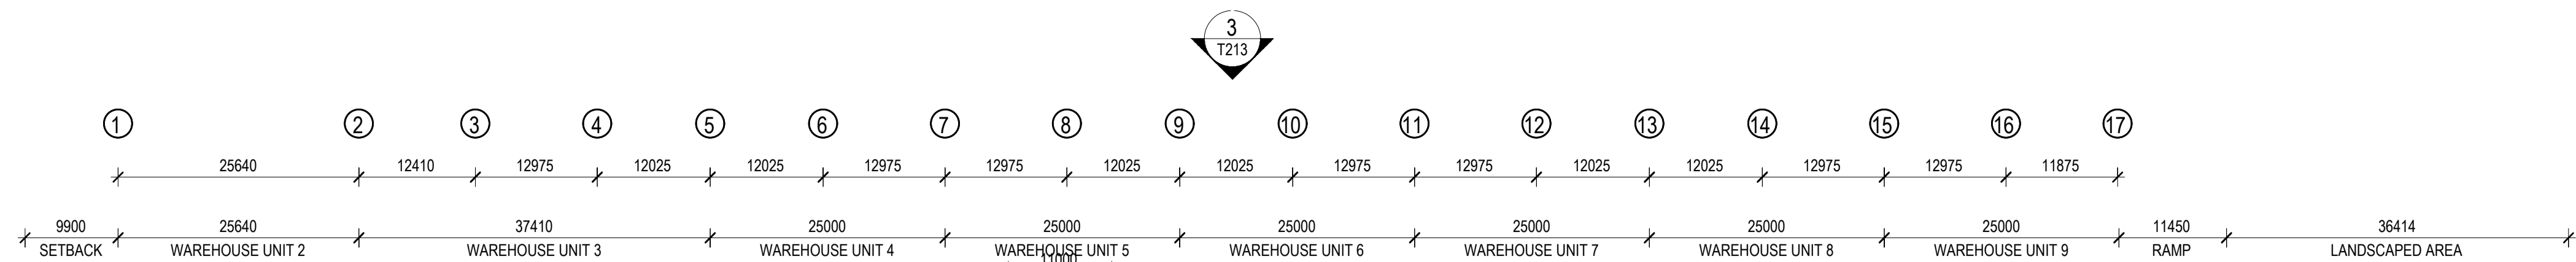 3
T213
1 2 3 4 5 6 7 8 9 10 11 12 13 14 15 16 17
25640 12410 12975 12025 12025 12975 12975 12025 12025 12975 12975 12025 12025 12975 12975 11875
9900 25640 37410 25000 25000 25000 25000 25000 25000 11450 36414
SETBACK WAREHOUSE UNIT 2 WAREHOUSE UNIT 3 WAREHOUSE UNIT 4 WAREHOUSE UNIT 5 WAREHOUSE UNIT 6 WAREHOUSE UNIT 7 WAREHOUSE UNIT 8 WAREHOUSE UNIT 9 RAMP LANDSCAPED AREA
11000